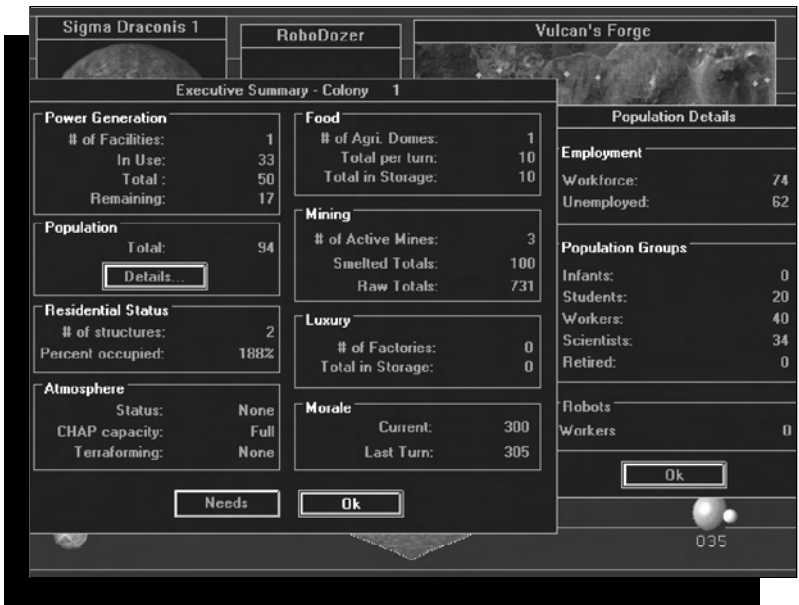 Sigma Draconis 1
RoboDozer
Vulcan's Forge
Executive Summary - Colony 1
Power Generation
# of Facilities: 1
In Use: 33
Total : 50
Remaining: 17
Population
Total: 94
Details...
Residential Status
# of structures: 2
Percent occupied: 188%
Atmosphere
Status: None
CHAP capacity: Full
Terraforming: None
Food
# of Agri. Domes: 1
Total per turn: 10
Total in Storage: 10
Mining
# of Active Mines: 3
Smelted Totals: 100
Raw Totals: 731
Luxury
# of Factories: 0
Total in Storage: 0
Morale
Current: 300
Last Turn: 305
Needs
Ok
Population Details
Employment
Workforce: 74
Unemployed: 62
Population Groups
Infants: 0
Students: 20
Workers: 40
Scientists: 34
Retired: 0
Robots
Workers 0
Ok
035